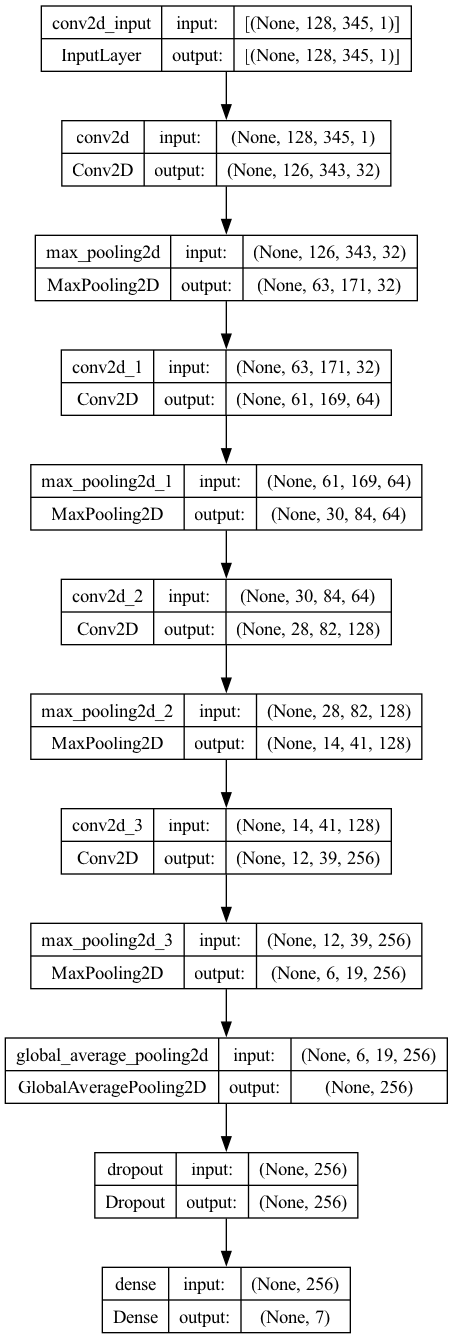 conv2d_input input: [(None, 128, 345, 1)]
InputLayer output: [(None, 128, 345, 1)]
conv2d input: (None, 128, 345, 1)
Conv2D output: (None, 126, 343, 32)
max_pooling2d input: (None, 126, 343, 32)
MaxPooling2D output: (None, 63, 171, 32)
conv2d_1 input: (None, 63, 171, 32)
Conv2D output: (None, 61, 169, 64)
max_pooling2d_1 input: (None, 61, 169, 64)
MaxPooling2D output: (None, 30, 84, 64)
conv2d_2 input: (None, 30, 84, 64)
Conv2D output: (None, 28, 82, 128)
max_pooling2d_2 input: (None, 28, 82, 128)
MaxPooling2D output: (None, 14, 41, 128)
conv2d_3 input: (None, 14, 41, 128)
Conv2D output: (None, 12, 39, 256)
max_pooling2d_3 input: (None, 12, 39, 256)
MaxPooling2D output: (None, 6, 19, 256)
global_average_pooling2d input: (None, 6, 19, 256)
GlobalAveragePooling2D output: (None, 256)
dropout input: (None, 256)
Dropout output: (None, 256)
dense input: (None, 256)
Dense output: (None, 7)